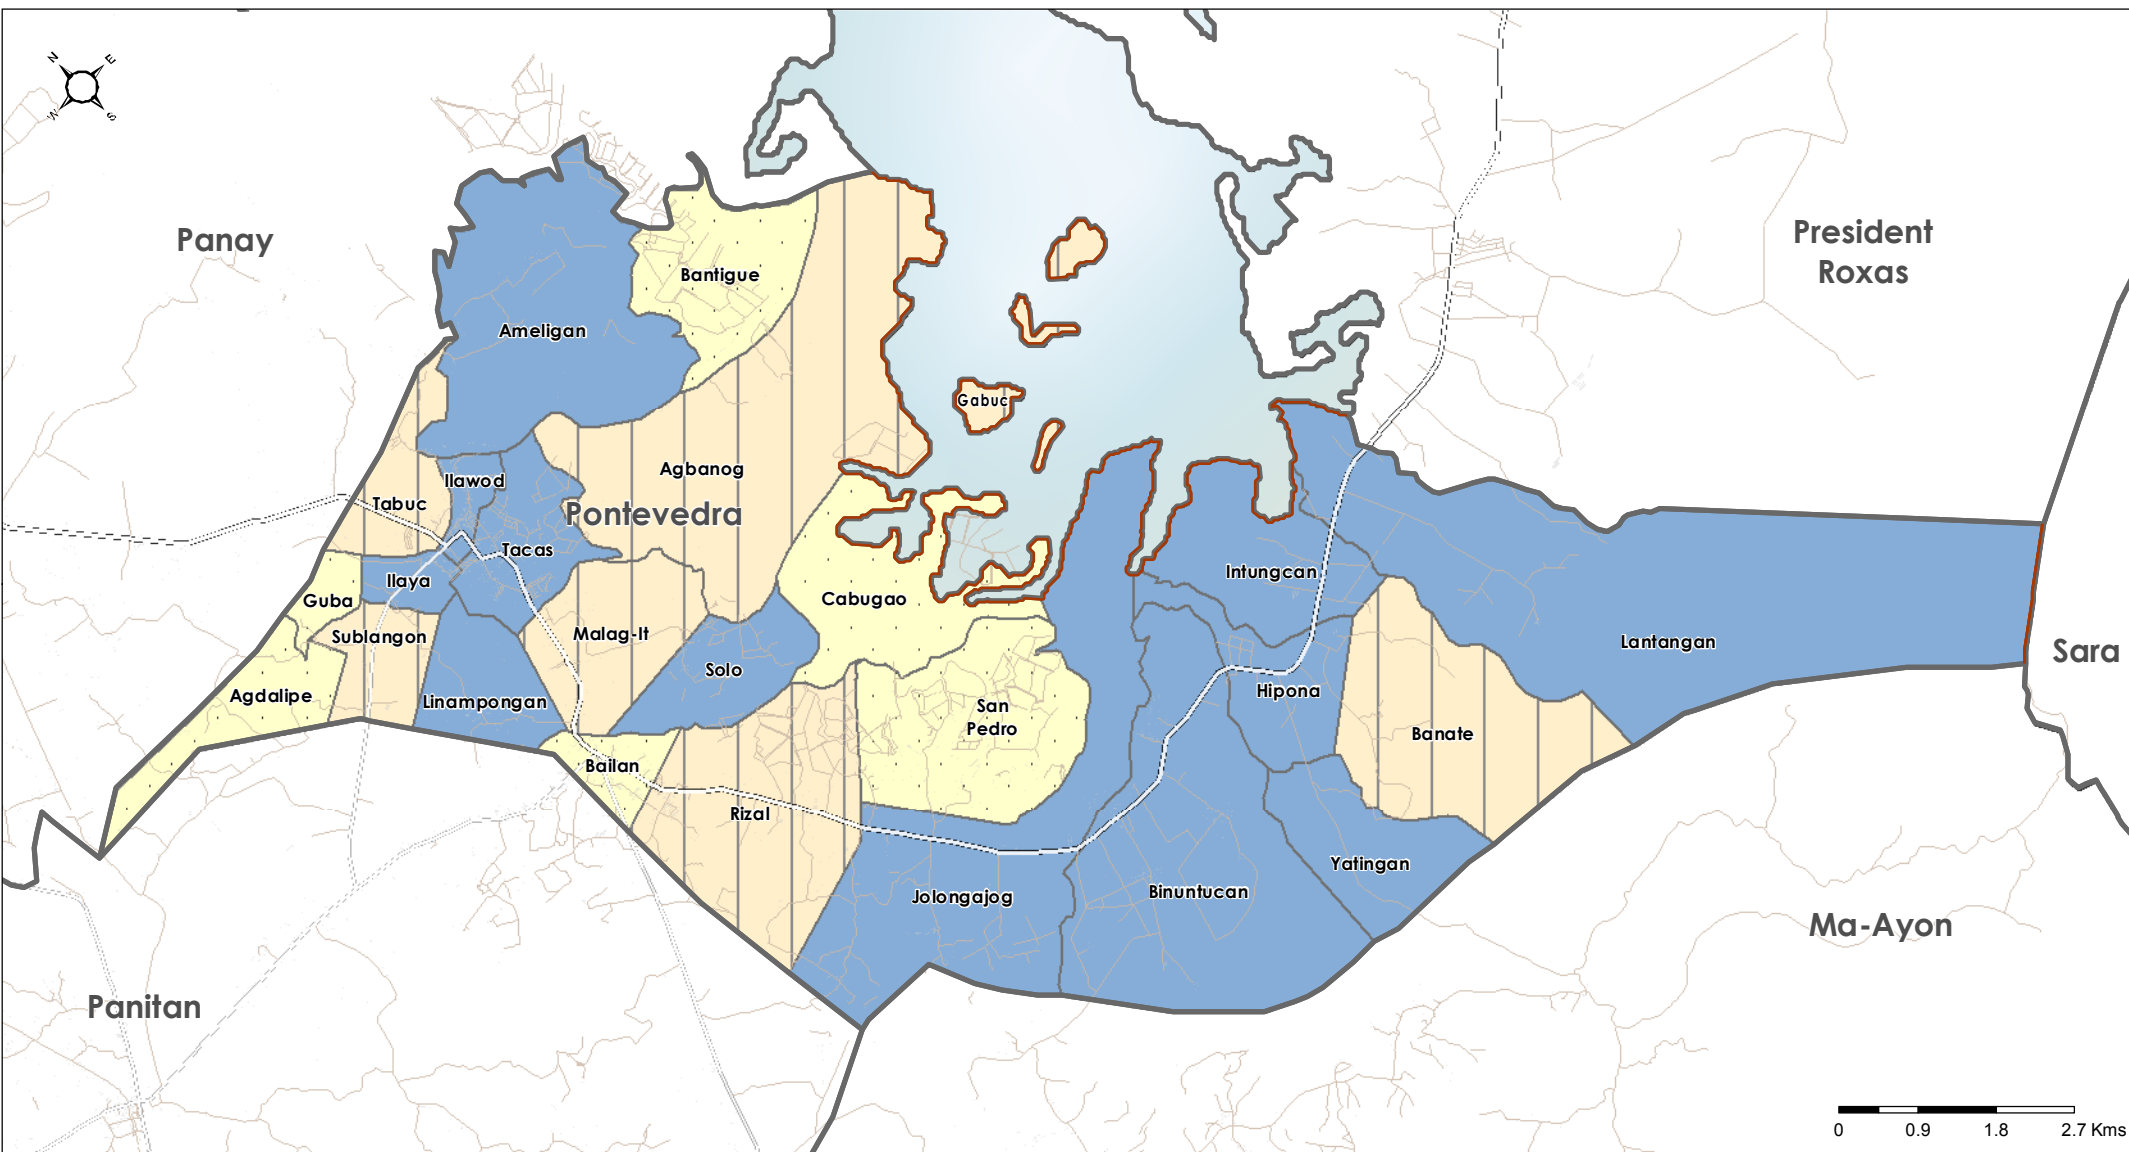 N
E
W
S
Panay
President
Roxas
Bantigue
Ameligan
Gabuc
Agbanog
Ilawod
Tabuc
Pontevedra
Tacas
Ilaya
Intungcan
Guba
Cabugao
Sublangon
Malag-It
Lantangan
Sara
Solo
Agdalipe
Linampongan
Hipona
San
Pedro
Banate
Bailan
Rizal
Yatingan
Jolongajog
Binuntucan
Ma-Ayon
Panitan
0 0.9 1.8 2.7 Kms